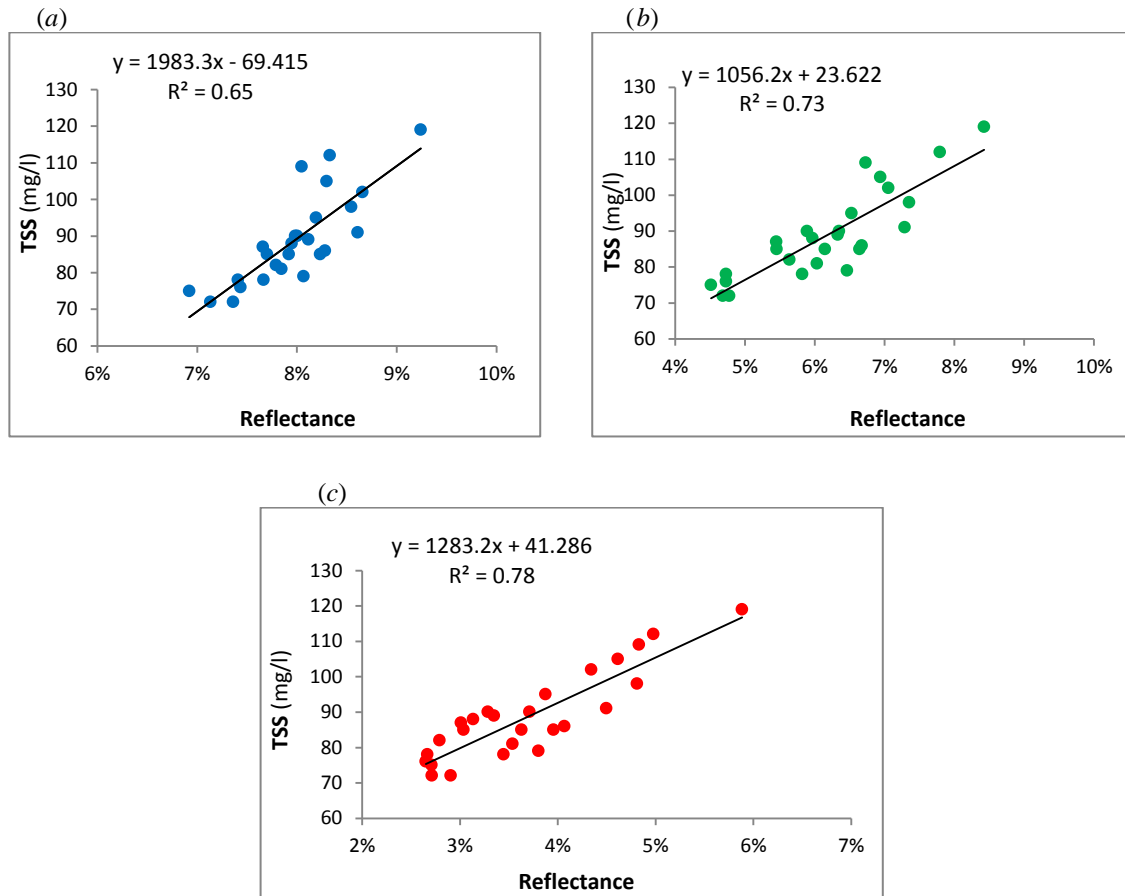 (a)
y = 1983.3x - 69.415
R² = 0.65
130
120
110
100
90
80
70
60
6%
7%
8%
9%
10%
TSS (mg/l)
Reflectance
(b)
y = 1056.2x + 23.622
R² = 0.73
130
120
110
100
90
80
70
60
4%
5%
6%
7%
8%
9%
10%
TSS (mg/l)
Reflectance
(c)
y = 1283.2x + 41.286
R² = 0.78
130
120
110
100
90
80
70
60
2%
3%
4%
5%
6%
7%
TSS (mg/l)
Reflectance